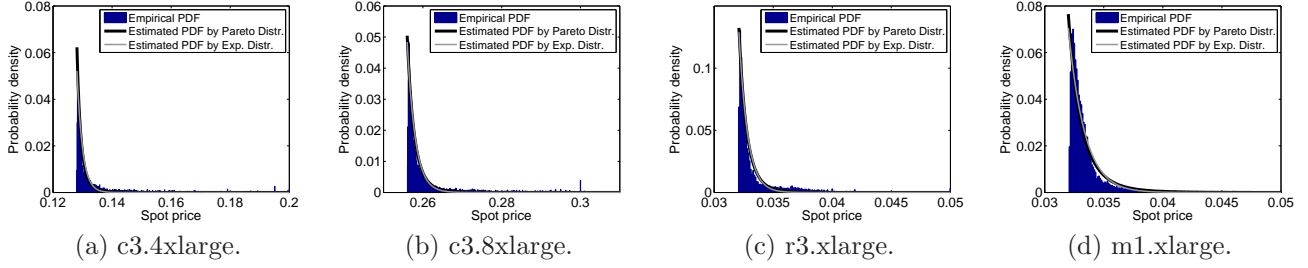 0.08
0.06
0.04
0.02
0
Probability density
0.12
0.14
0.16
0.18
0.2
Spot price
Empirical PDF
Estimated PDF by Pareto Distr.
Estimated PDF by Exp. Distr.
(a) c3.4xlarge.
0.06
0.05
0.04
0.03
0.02
0.01
0
Probability density
0.26
0.28
0.3
Spot price
Empirical PDF
Estimated PDF by Pareto Distr.
Estimated PDF by Exp. Distr.
(b) c3.8xlarge.
0.1
0.05
0
Probability density
0.03
0.035
0.04
0.045
0.05
Spot price
Empirical PDF
Estimated PDF by Pareto Distr.
Estimated PDF by Exp. Distr.
(c) r3.xlarge.
0.08
0.06
0.04
0.02
0
Probability density
0.03
0.035
0.04
0.045
0.05
Spot price
Empirical PDF
Estimated PDF by Pareto Distr.
Estimated PDF by Exp. Distr.
(d) m1.xlarge.